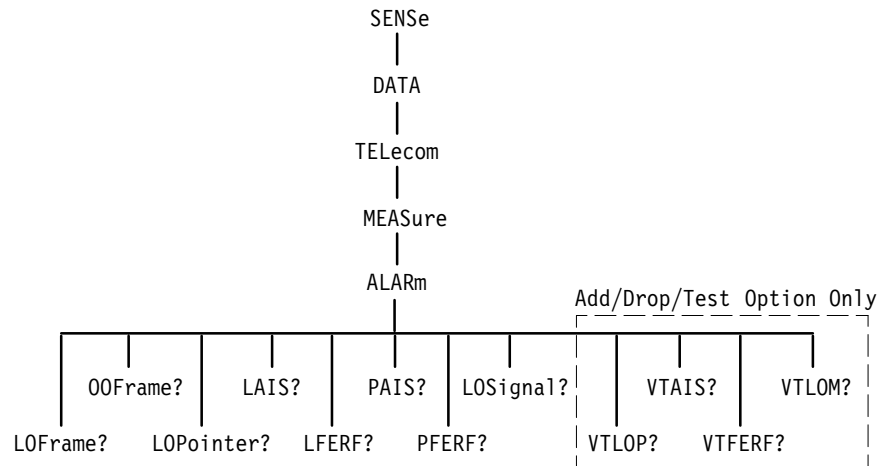 SENSe
DATA
TELecom
MEASure
ALARm
Add/Drop/Test Option Only
OOFrame? LAIS? PAIS? LOSignal? VTAIS? VTLOM?
LOFrame? LOPointer? LFERF? PFERF? VTLOP? VTFERF?